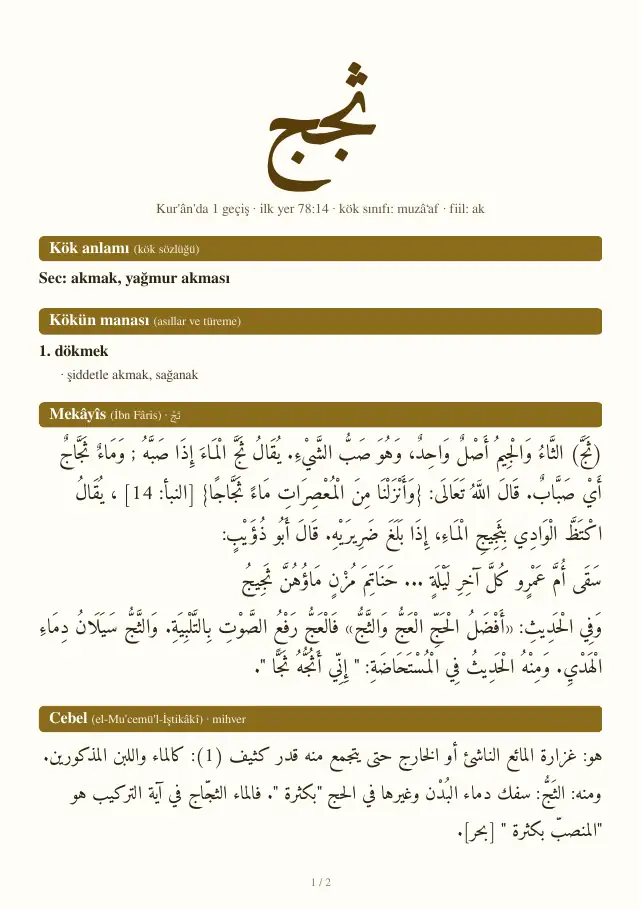 ثجج
Kur'ân'da 1 geçiş · ilk yer 78:14 · kök sınıfı: muzâ‘af · fiil: ak
Kök anlamı (kök sözlüğü)
Sec: akmak, yağmur akması
Kökün manası (asıllar ve türeme)
1. dökmek
· şiddetle akmak, sağanak
Mekâyîs (İbn Fâris) · ثَجَّ
(ثَجَّ) الثَّاءُ وَالْجِيمُ أَصْلٌ وَاحِدٌ، وَهُوَ صَبُّ الشَّيْءِ. يُقَالُ ثَجَّ الْمَاءَ إِذَا صَبَّهُ ; وَمَاءٌ ثَجَّاجٌ
أَيْ صَبَّابٌ. قَالَ اللَّهُ تَعَالَى: {وَأَنْزَلْنَا مِنَ الْمُعْصِرَاتِ مَاءً ثَجَّاجًا} [النبأ: 14] ، يُقَالُ
اكْتَظَّ الْوَادِي بِثَجِيجِ الْمَاءِ، إِذَا بَلَغَ ضَرِيرَيْهِ. قَالَ أَبُو ذُؤَيْبٍ:
سَقَى أُمَّ عَمْرٍو كُلَّ آخِرِ لَيْلَةٍ ... حَنَاتِمُ مُزْنٍ مَاؤُهُنَّ ثَجِيجُ
وَفِي الْحَدِيثِ: «أَفْضَلُ الْحَجِّ الْعَجُّ وَالثَّجُّ» فَالْعَجُّ رَفْعُ الصَّوْتِ بِالتَّلْبِيَةِ. وَالثَّجُّ سَيَلَانُ دِمَاءِ
الْهَدْيِ. وَمِنْهُ الْحَدِيثُ فِي الْمُسْتَحَاضَةِ: " إِنِّي أَثُجُّهُ ثَجًّا ".
Cebel (el-Mu'cemü'l-İştikâkî) · mihver
هو: غزارة المائع الناشئ أو الخارج حتى يتجمع منه قدر كثيف (1): كالماء واللبن المذكورين.
ومنه: الثَجُّ: سفك دماء البُدْن وغيرها في الحج "بكثرة ". فالماء الثجّاج في آية التركيب هو
"المنصبّ بكثرة " [بحر].
1 / 2